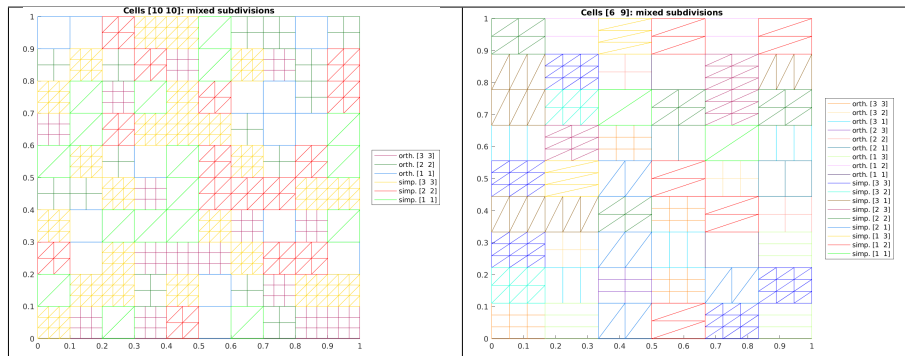 Cells [10 10]: mixed subdivisions
1
0.9
0.8
0.7
0.6
0.5
0.4
0.3
0.2
0.1
0
0 0.1 0.2 0.3 0.4 0.5 0.6 0.7 0.8 0.9 1
orth. [3 3]
orth. [2 2]
orth. [1 1]
simp. [3 3]
simp. [2 2]
simp. [1 1]
Cells [6 9]: mixed subdivisions
1
0.9
0.8
0.7
0.6
0.5
0.4
0.3
0.2
0.1
0
0 0.1 0.2 0.3 0.4 0.5 0.6 0.7 0.8 0.9 1
orth. [3 3]
orth. [3 2]
orth. [3 1]
orth. [2 3]
orth. [2 2]
orth. [2 1]
orth. [1 3]
orth. [1 2]
orth. [1 1]
simp. [3 3]
simp. [3 2]
simp. [3 1]
simp. [2 3]
simp. [2 2]
simp. [2 1]
simp. [1 3]
simp. [1 2]
simp. [1 1]